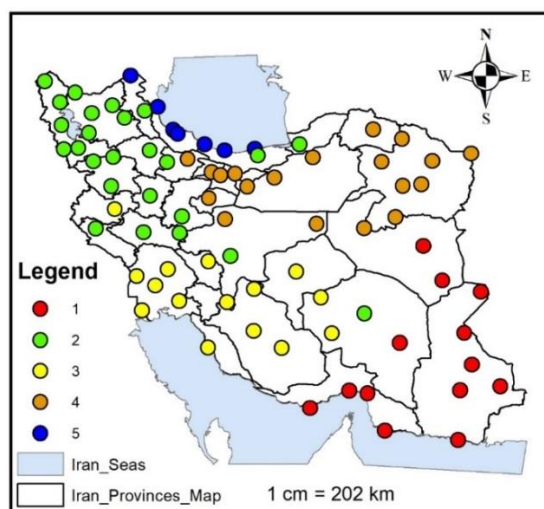 N
W E
S
Legend
1
2
3
4
5
Iran_Seas
Iran_Provinces_Map 1 cm = 202 km